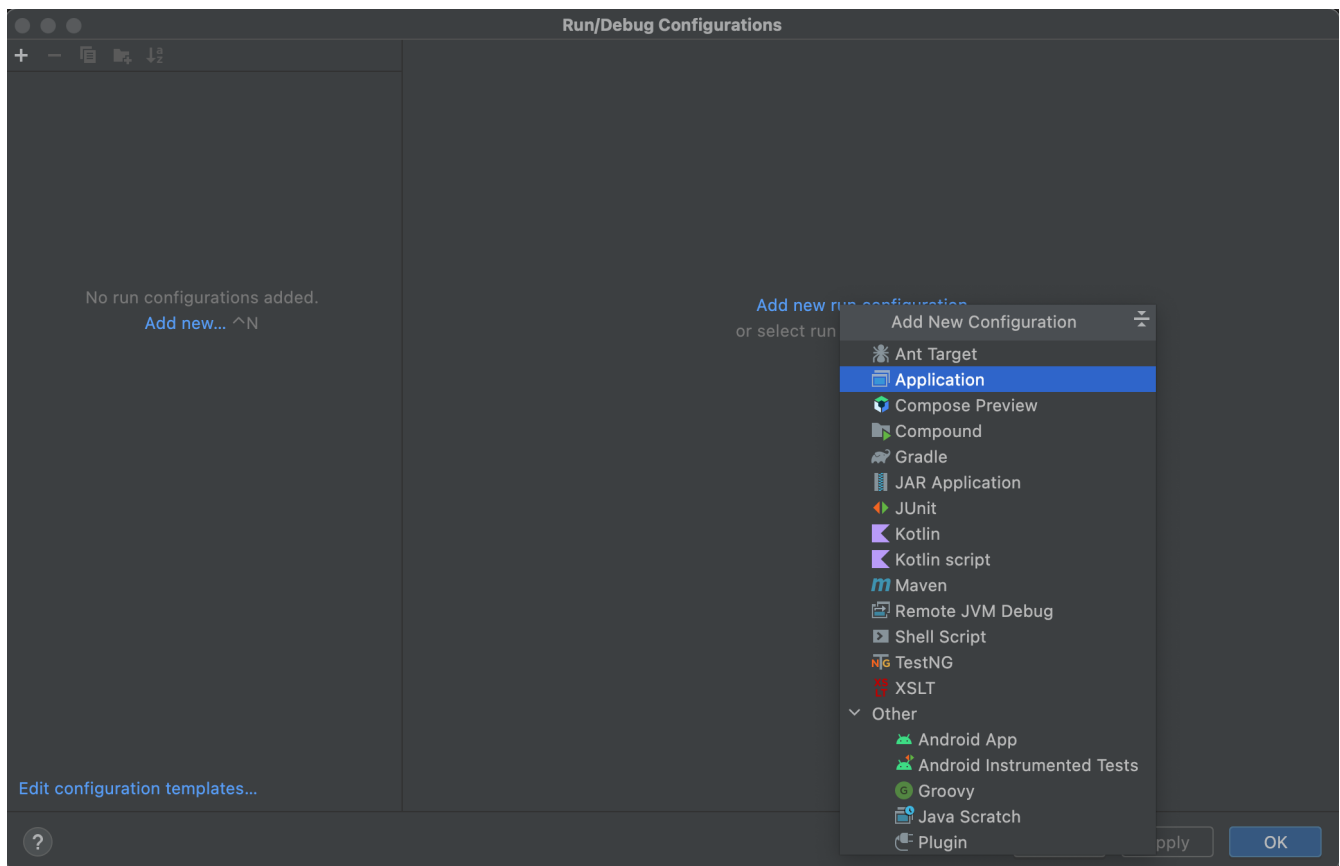 Run/Debug Configurations
No run configurations added.
Add new... ^N
Edit configuration templates...
?
Add new run configuration
or select run
Add New Configuration
Ant Target
Application
Compose Preview
Compound
Gradle
JAR Application
JUnit
Kotlin
Kotlin script
Maven
Remote JVM Debug
Shell Script
TestNG
XSLT
Other
Android App
Android Instrumented Tests
Groovy
Java Scratch
Plugin
pply
OK